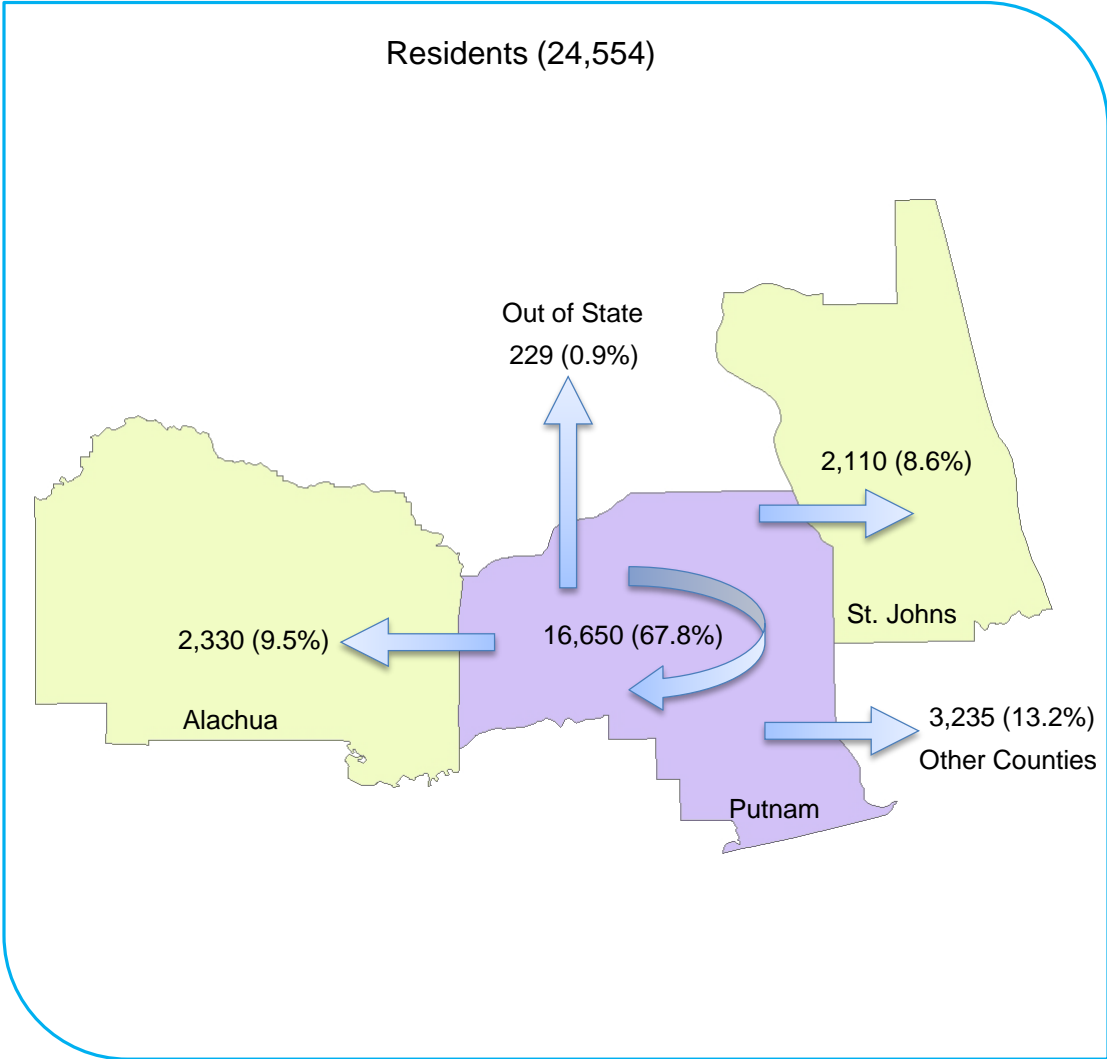 Residents (24,554)
Out of State
229 (0.9%)
2,110 (8.6%)
St. Johns
2,330 (9.5%)
16,650 (67.8%)
Alachua
3,235 (13.2%)
Other Counties
Putnam